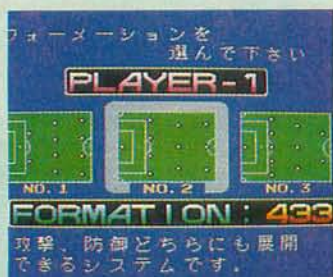 フォーメーションを
選んで下さい
PLAYER-1
NO.1 NO.2 NO.3
FORMATION:433
攻撃、防御どちらにも展開
できるシステムです。